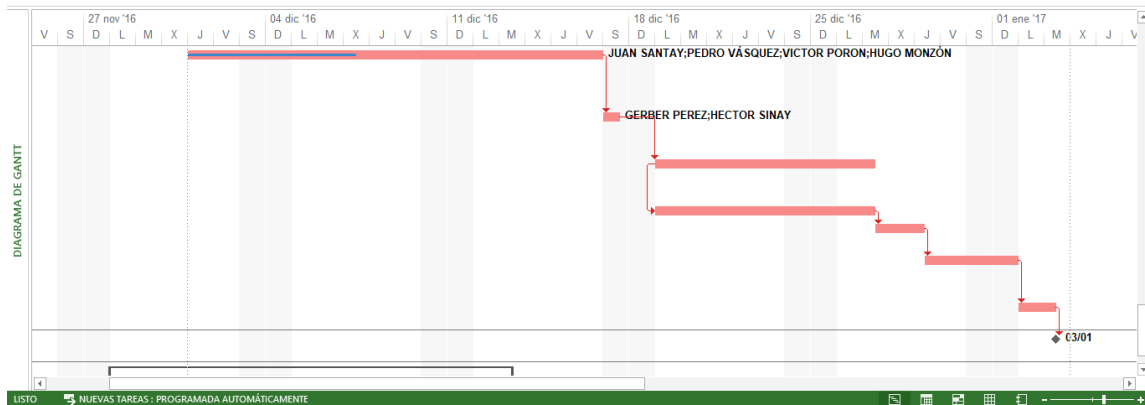 27 nov '16 04 dic '16 11 dic '16 18 dic '16 25 dic '16 01 ene '17
V S D L M X J V S D L M X J V S D L M X J V S D L M X J V S D L M X J V S D L M X J V
JUAN SANTAY;PEDRO VÁSQUEZ;VICTOR PORON;HUGO MONZÓN
GERBER PEREZ;HECTOR SINAY
DIAGRAMA DE GANTT
03/01
LISTO NUEVAS TAREAS : PROGRAMADA AUTOMÁTICAMENTE